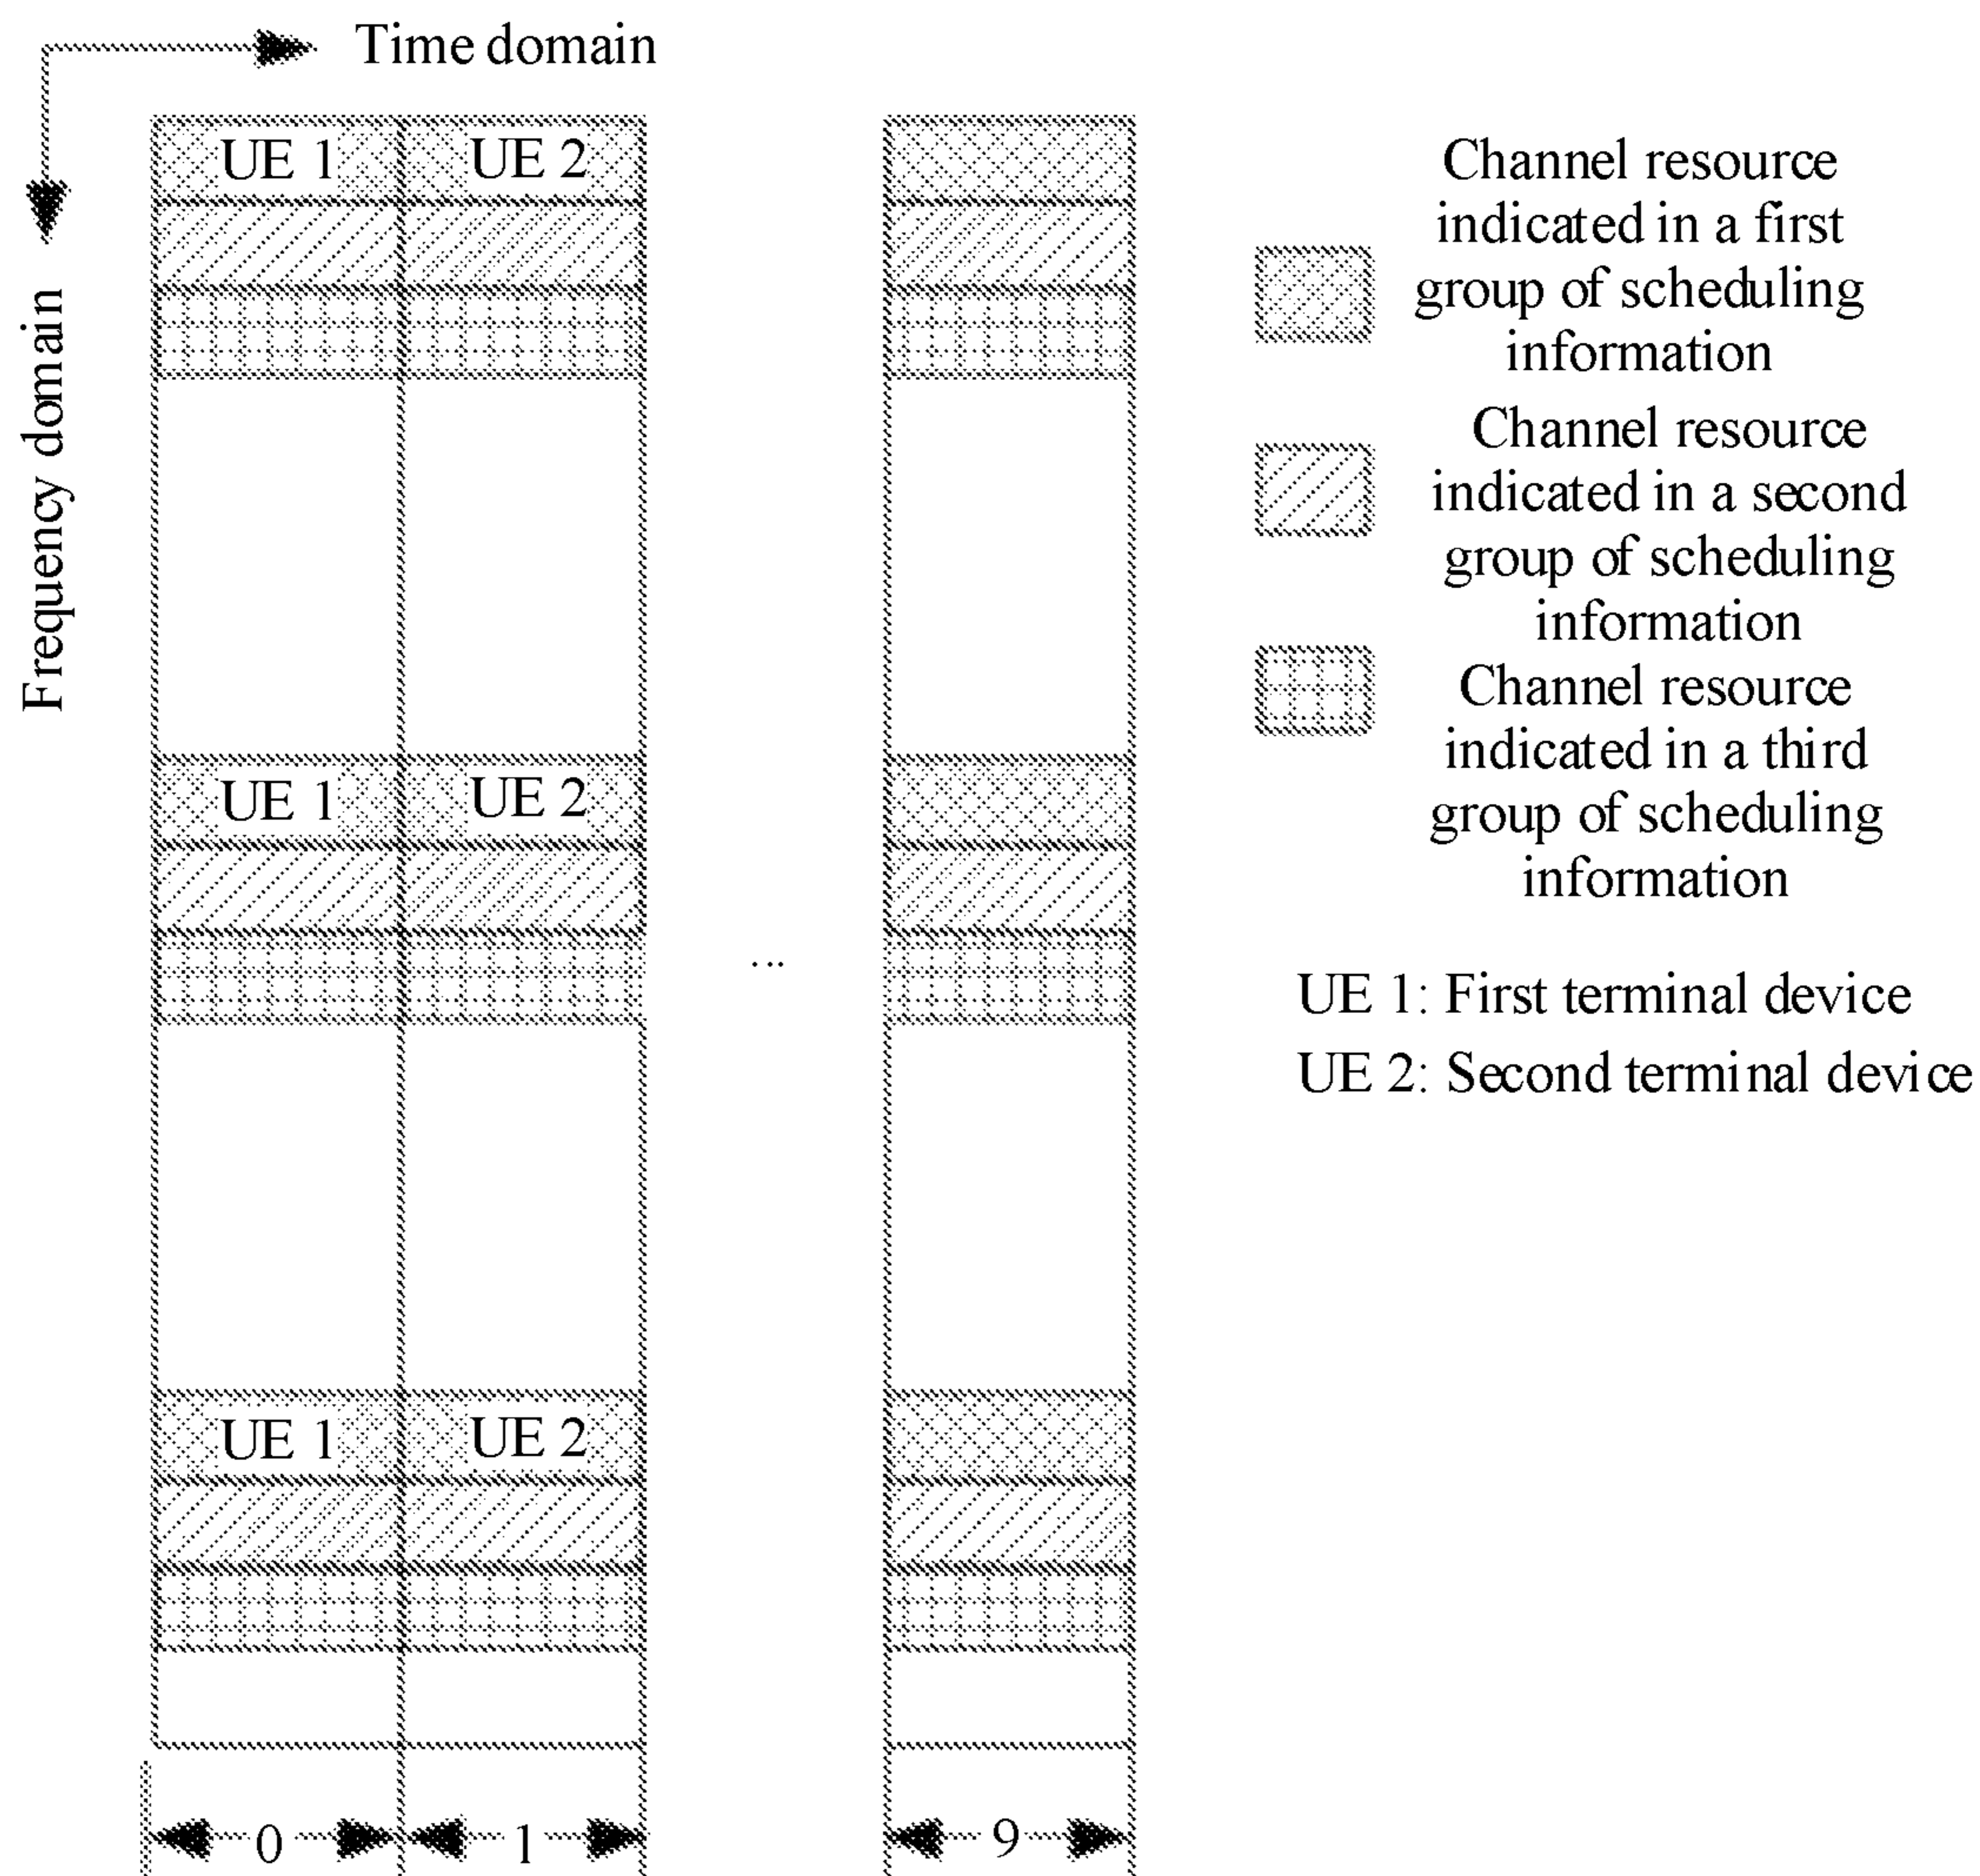 Time domain
Frequency domain
UE 1 UE 2
UE 1 UE 2
...
UE 1 UE 2
0 1 9
Channel resource
indicated in a first
group of scheduling
information
Channel resource
indicated in a second
group of scheduling
information
Channel resource
indicated in a third
group of scheduling
information
UE 1: First terminal device
UE 2: Second terminal device